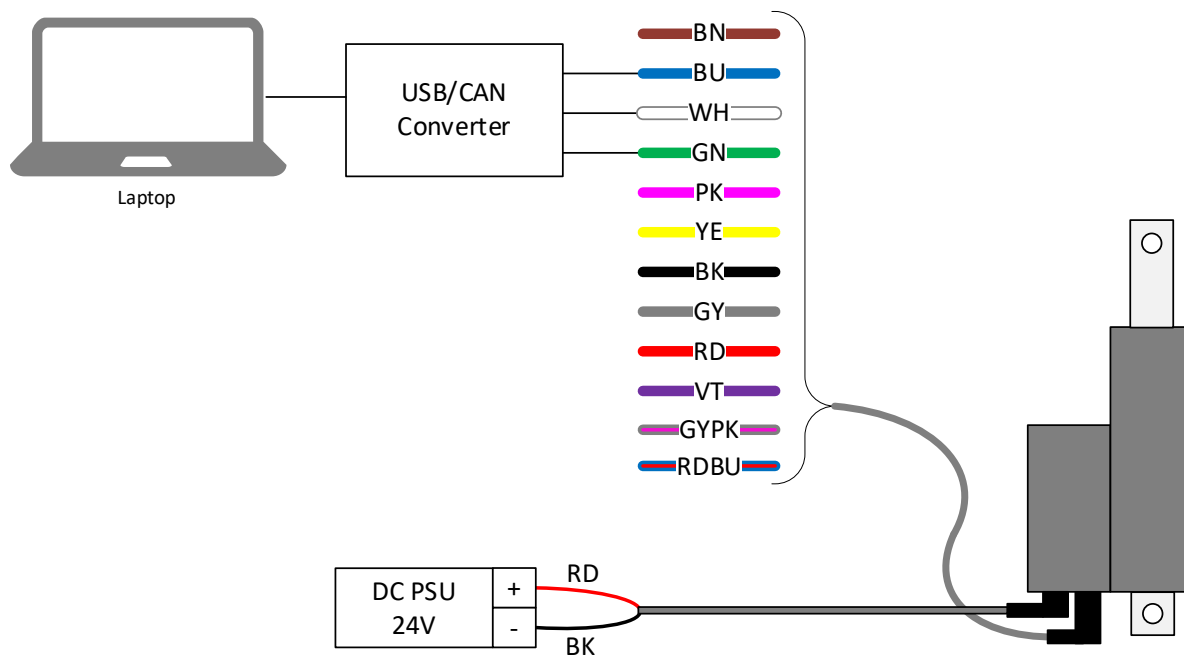 BN
BU
WH
GN
PK
YE
BK
GY
RD
VT
GYPK
RDBU
USB/CAN
Converter
Laptop
DC PSU
24V
+
-
RD
BK